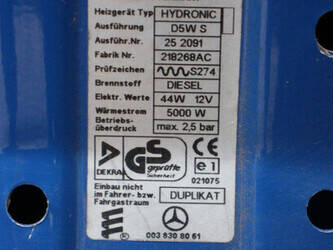 Heizgerät Typ HYDRONIC
Ausführung D5W S
Ausführ.Nr. 25 2091
Fabrik Nr. 218268AC
Prüfzeichen S274
Brennstoff DIESEL
Elektr. Werte 44W 12V
Wärmestrom 5000 W
Betriebs-
überdruck max. 2,5 bar
DEKRA
GS
geprüfte
Sicherheit
e1
021075
Einbau nicht
im Fahrer- bzw.
Fahrgastraum
DUPLIKAT
003 830 80 61